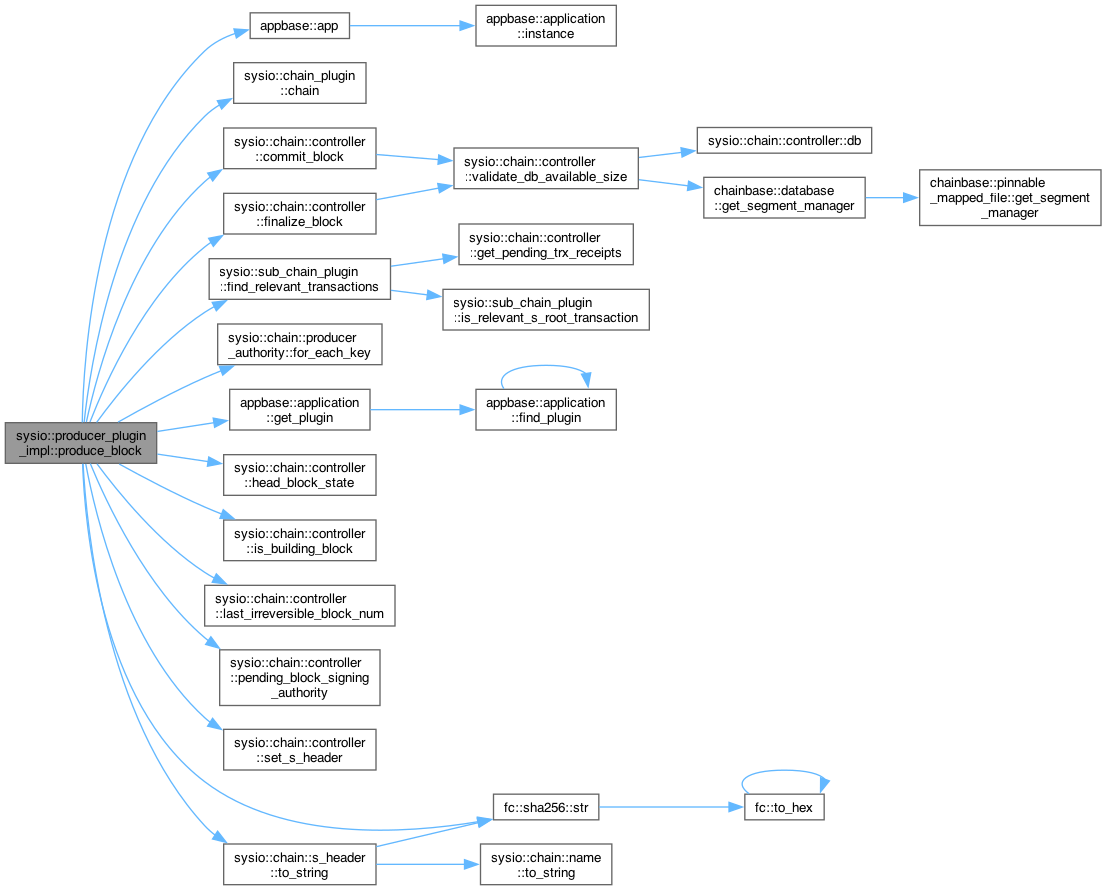 appbase::app
appbase::application
::instance
sysio::chain_plugin
::chain
sysio::chain::controller
::commit_block
sysio::chain::controller
::validate_db_available_size
sysio::chain::controller::db
chainbase::database
::get_segment_manager
chainbase::pinnable
_mapped_file::get_segment
_manager
sysio::chain::controller
::finalize_block
sysio::sub_chain_plugin
::find_relevant_transactions
sysio::chain::controller
::get_pending_trx_receipts
sysio::sub_chain_plugin
::is_relevant_s_root_transaction
sysio::chain::producer
_authority::for_each_key
appbase::application
::get_plugin
appbase::application
::find_plugin
sysio::producer_plugin
_impl::produce_block
sysio::chain::controller
::head_block_state
sysio::chain::controller
::is_building_block
sysio::chain::controller
::last_irreversible_block_num
sysio::chain::controller
::pending_block_signing
_authority
sysio::chain::controller
::set_s_header
fc::sha256::str
fc::to_hex
sysio::chain::s_header
::to_string
sysio::chain::name
::to_string